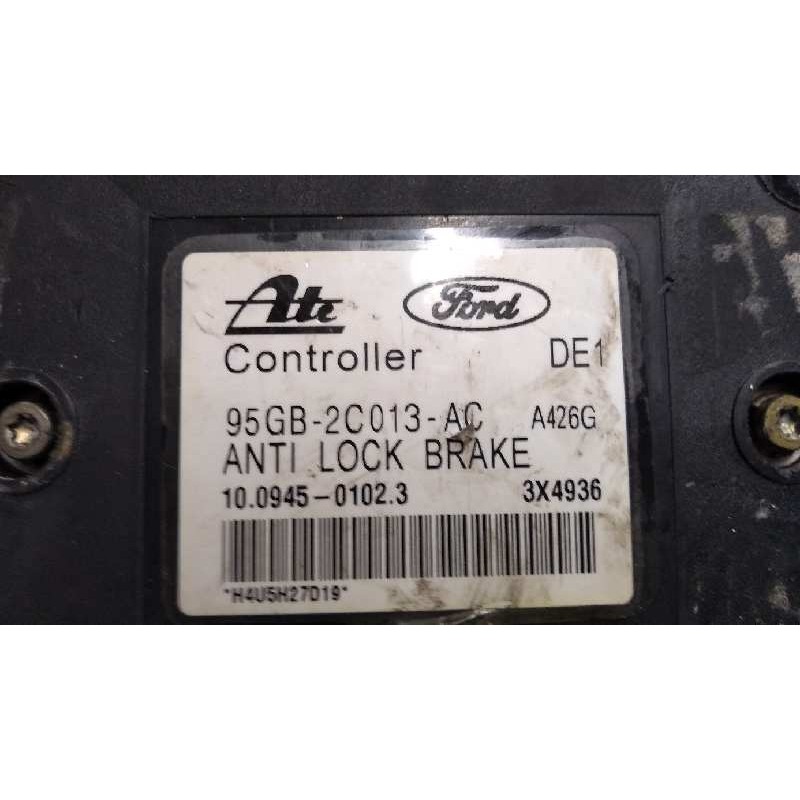 Ate Ford
Controller DE1
95GB-2C013-AC A426G
ANTI LOCK BRAKE
10.0945-0102.3 3X4936
*H4U5H27D19*